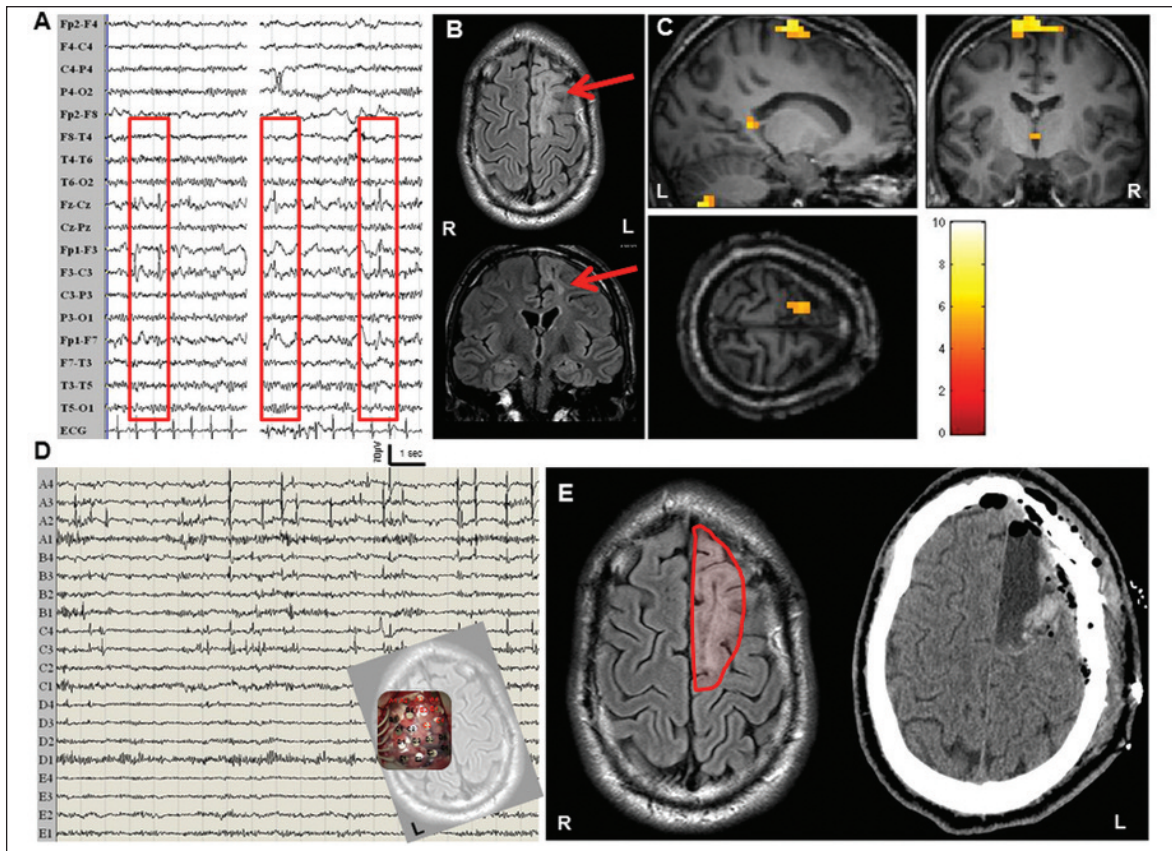 A
Fp2-F4
F4-C4
C4-P4
P4-O2
Fp2-F8
F8-T4
T4-T6
T6-O2
Fz-Cz
Cz-Pz
Fp1-F3
F3-C3
C3-P3
P3-O1
Fp1-F7
F7-T3
T3-T5
T5-O1
ECG
70µV
1 sec
B
R
L
C
L
R
10
8
6
4
2
0
D
A4
A3
A2
A1
B4
B3
B2
B1
C4
C3
C2
C1
D4
D3
D2
D1
E4
E3
E2
E1
L
E
R
L